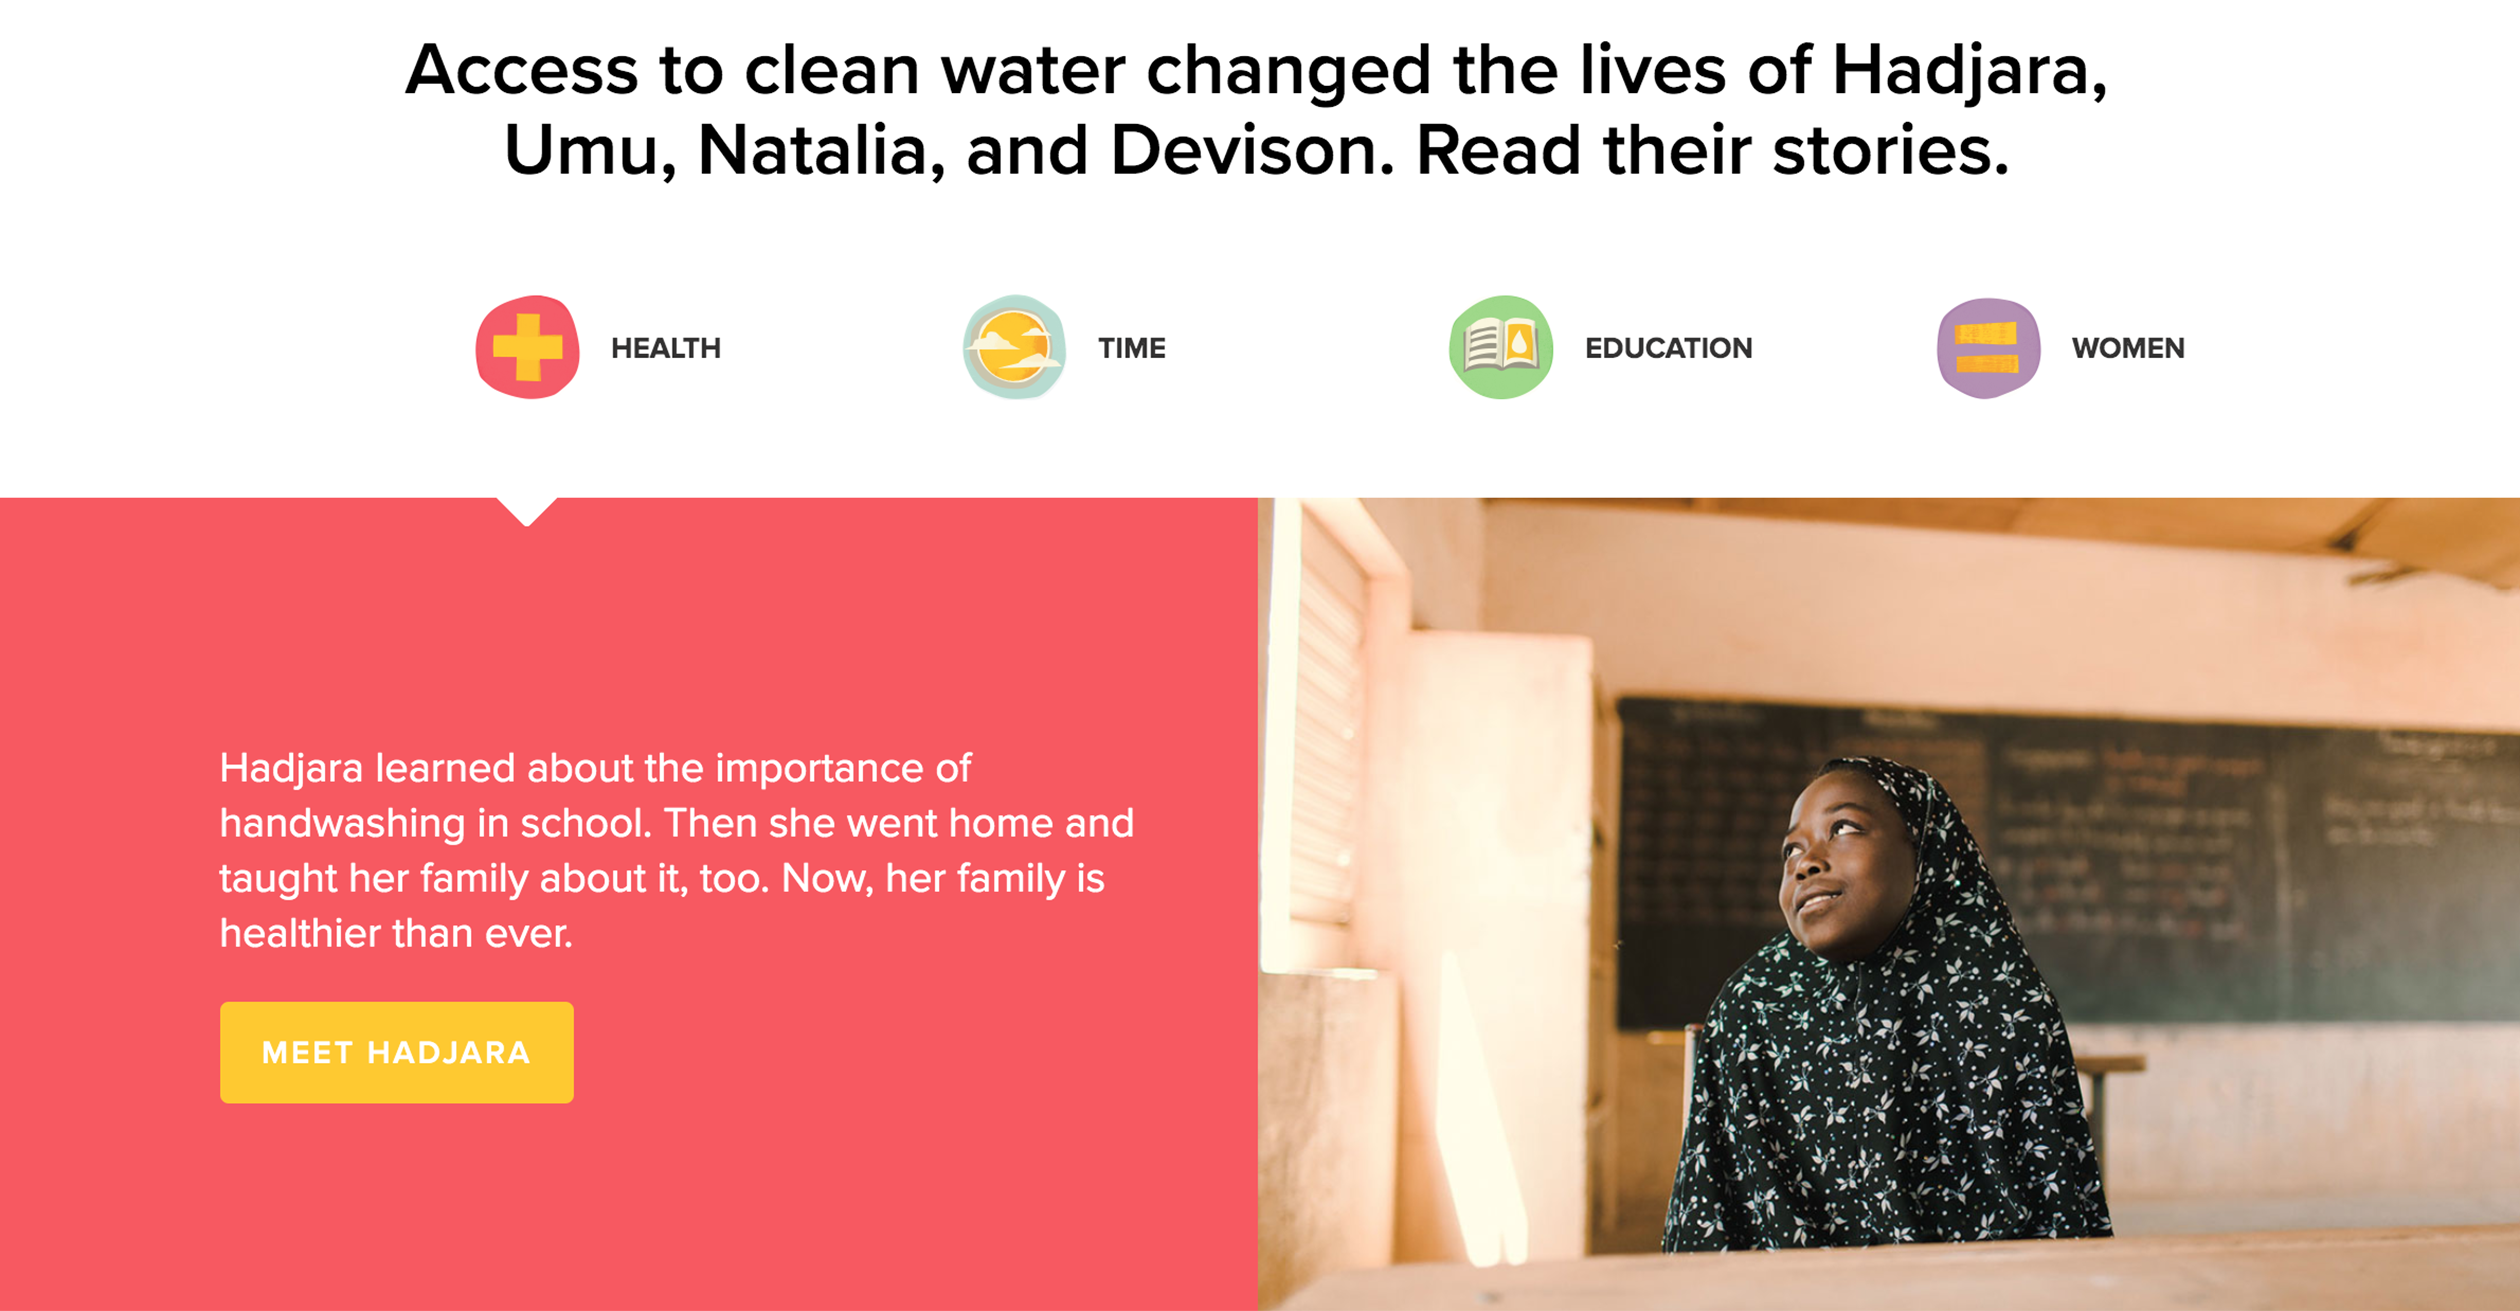 Access to clean water changed the lives of Hadjara,
Umu, Natalia, and Devison. Read their stories.
HEALTH
TIME
EDUCATION
WOMEN
Hadjara learned about the importance of
handwashing in school. Then she went home and
taught her family about it, too. Now, her family is
healthier than ever.
MEET HADJARA